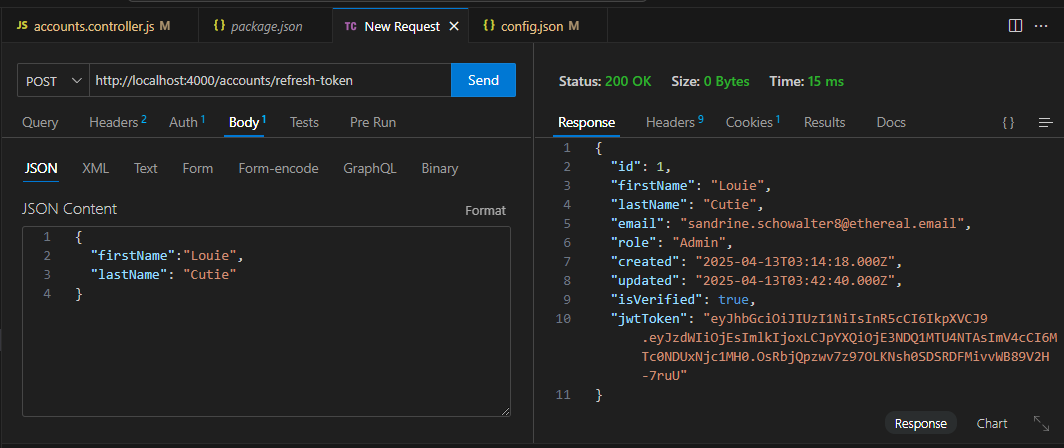 JS accounts.controller.js M
{} package.json
TC New Request ×
{} config.json M
POST http://localhost:4000/accounts/refresh-token Send
Query Headers 2 Auth 1 Body 1 Tests Pre Run
JSON XML Text Form Form-encode GraphQL Binary
JSON Content Format
1 {
2 "firstName":"Louie",
3 "lastName": "Cutie"
4 }
Status: 200 OK Size: 0 Bytes Time: 15 ms
Response Headers 9 Cookies 1 Results Docs {}
1 {
2 "id": 1,
3 "firstName": "Louie",
4 "lastName": "Cutie",
5 "email": "sandrine.schowalter8@ethereal.email",
6 "role": "Admin",
7 "created": "2025-04-13T03:14:18.000Z",
8 "updated": "2025-04-13T03:42:40.000Z",
9 "isVerified": true,
10 "jwtToken": "eyJhbGciOiJIUzI1NiIsInR5cCI6IkpXVCJ9
.eyJzdWIiOjEsImlkIjoxLCJpYXQiOjE3NDQ1MTU4NTAsImV4cCI6M
Tc0NDUxNjc1MH0.OsRbjQpzwv7z97OLKNsh0SDSRDFMivvWB89V2H
-7ruU"
11 }
Response Chart